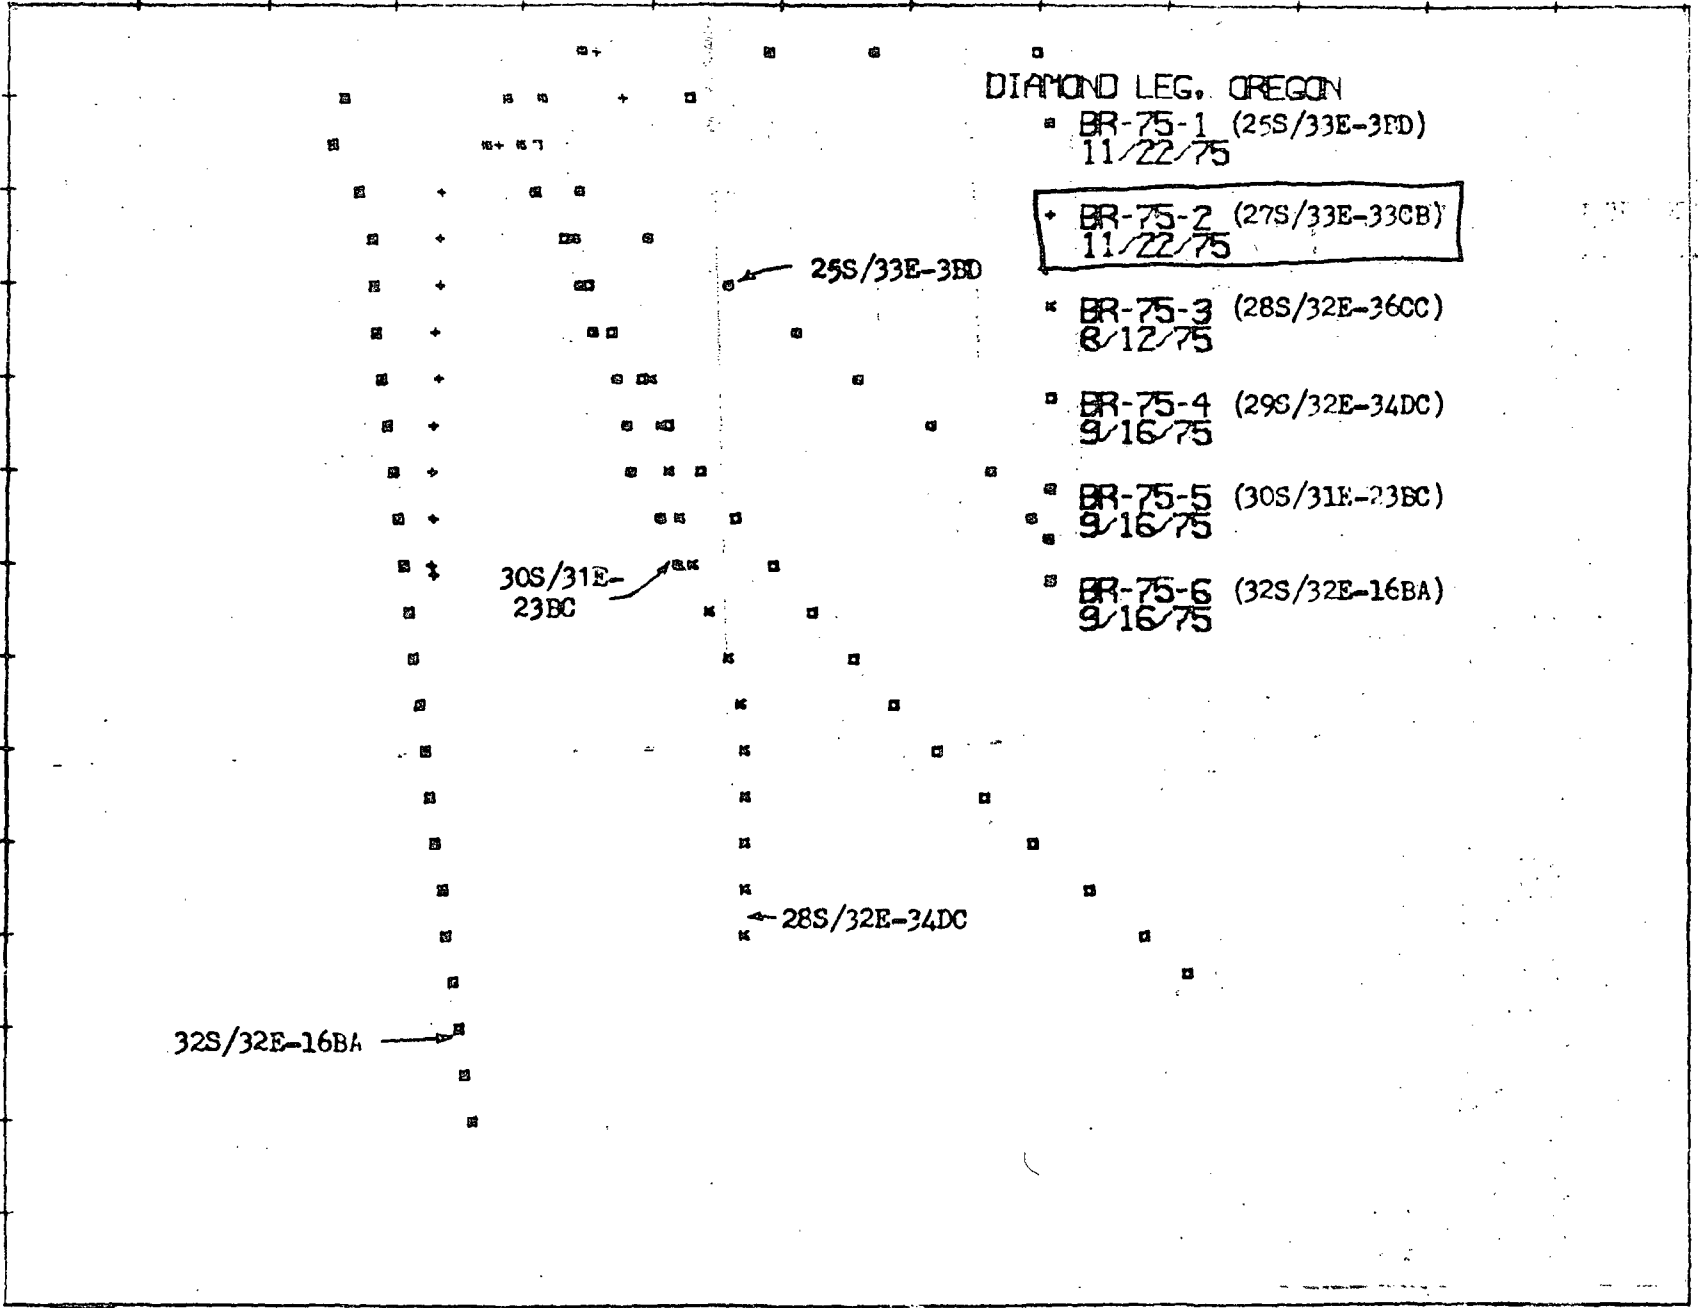 DIAMOND LEG, OREGON
BR-75-1 (25S/33E-3BD)
11/22/75
BR-75-2 (27S/33E-33CB)
11/22/75
25S/33E-3BD
BR-75-3 (28S/32E-36CC)
8/12/75
BR-75-4 (29S/32E-34DC)
9/16/75
BR-75-5 (30S/31E-23BC)
9/16/75
30S/31E-
23BC
BR-75-6 (32S/32E-16BA)
9/16/75
28S/32E-34DC
32S/32E-16BA